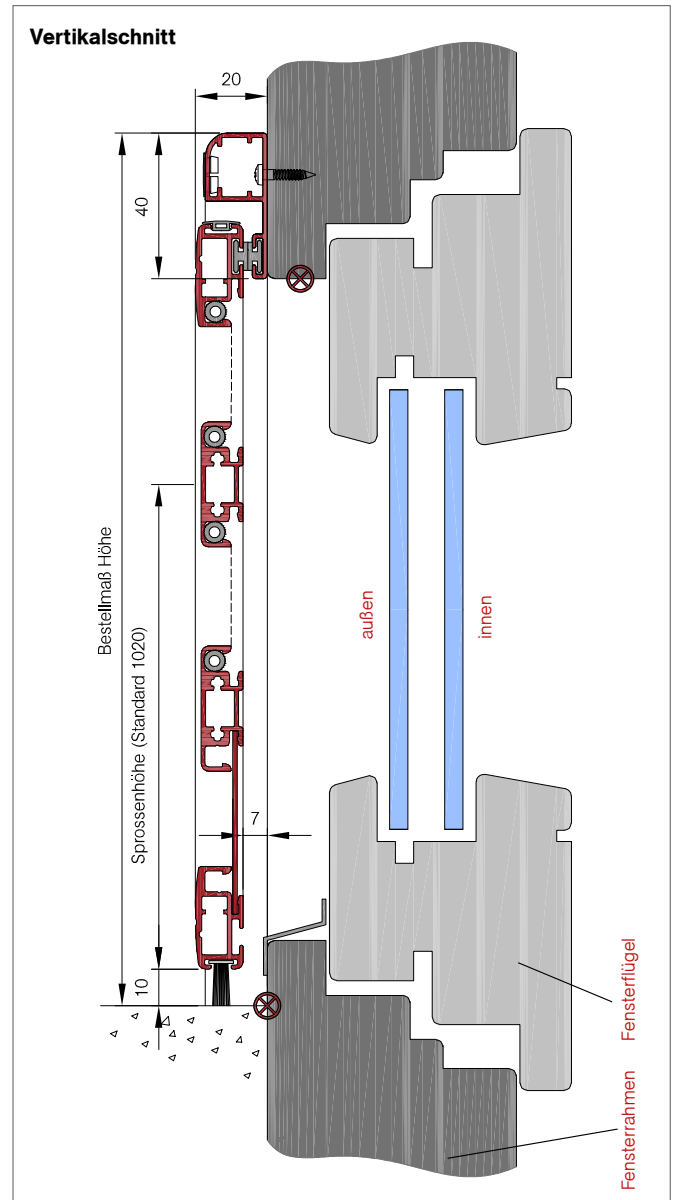 Vertikalschnitt
20
40
Bestellmaß Höhe
Sprossenhöhe (Standard 1020)
außen
innen
7
10
Fensterflügel
Fensterrahmen